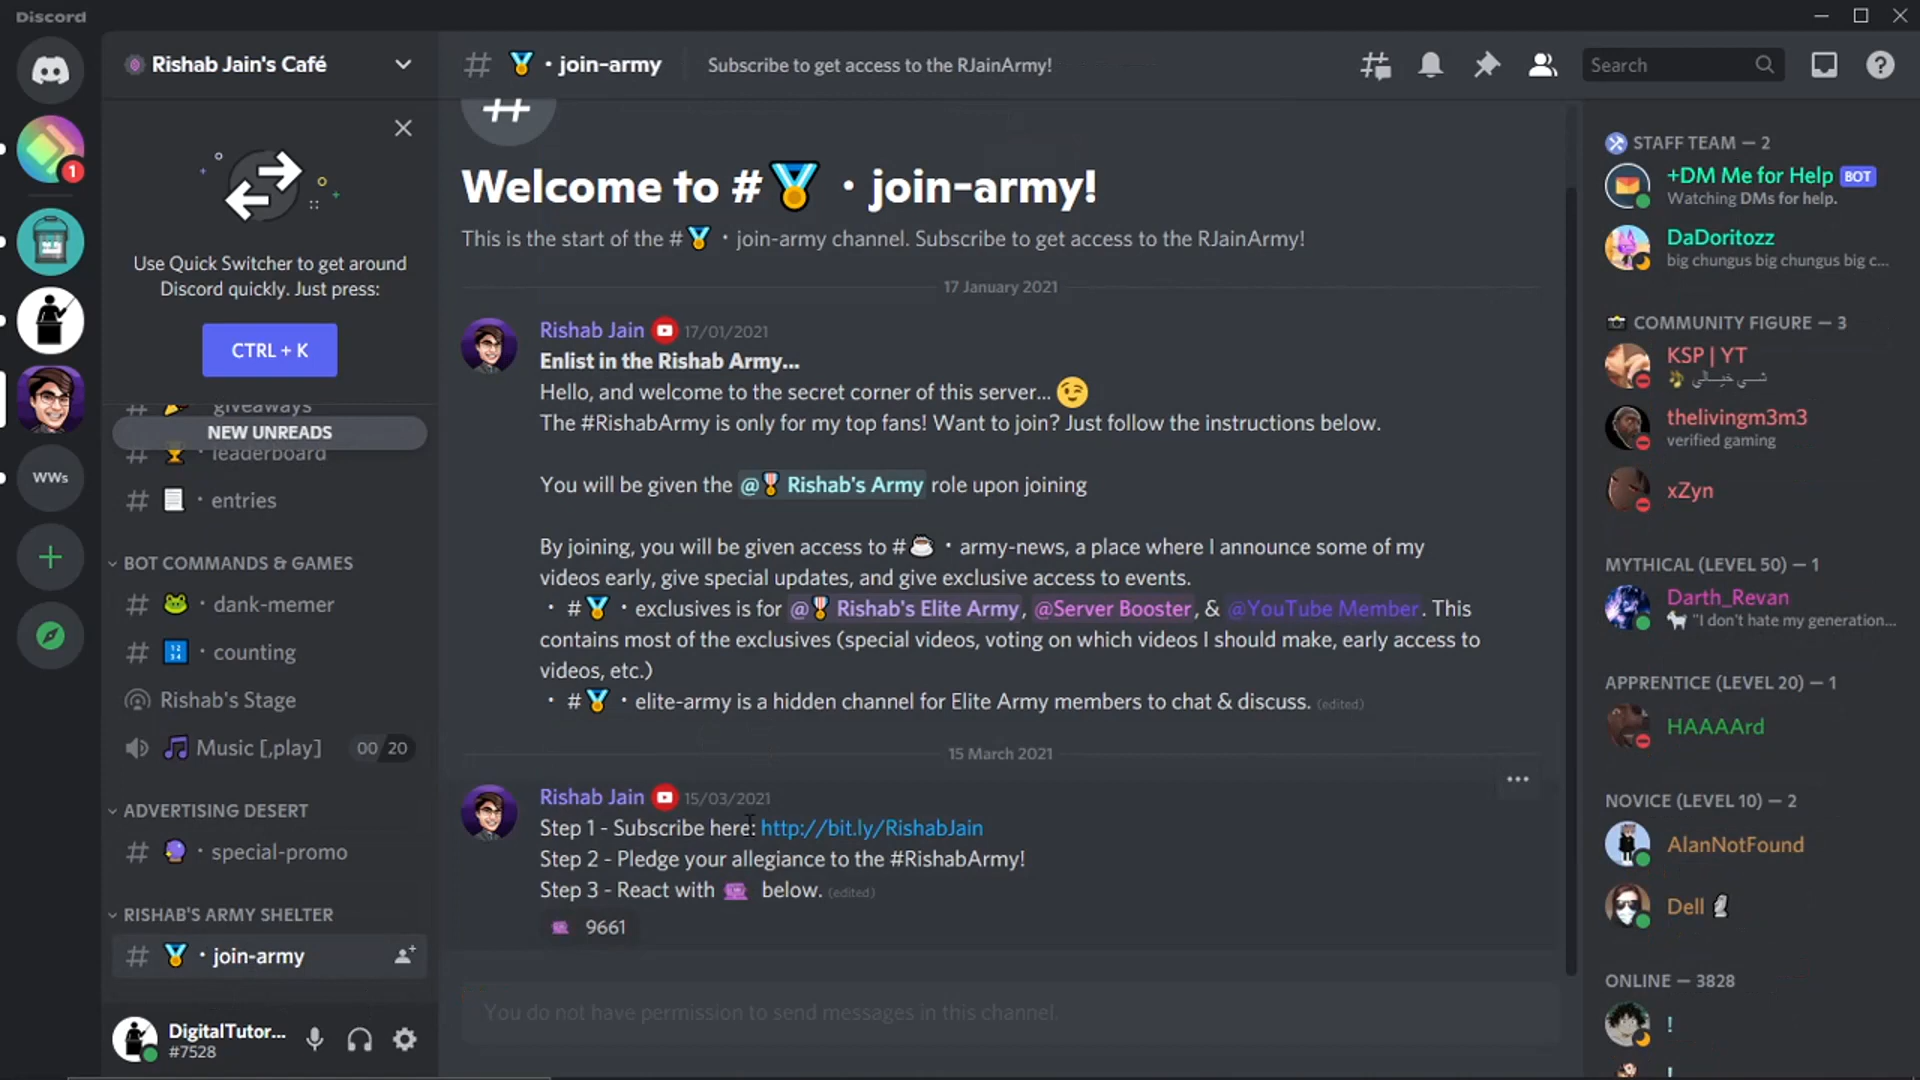 Discord
Rishab Jain's Café
# · join-army
Subscribe to get access to the RJainArmy!
Search
1
WWs
Use Quick Switcher to get around
Discord quickly. Just press:
CTRL + K
giveaways
NEW UNREADS
leaderboard
# · entries
BOT COMMANDS & GAMES
# · dank-memer
# · counting
Rishab's Stage
Music [,play] 00 20
ADVERTISING DESERT
# · special-promo
RISHAB'S ARMY SHELTER
# · join-army
DigitalTutor...
#7528
Welcome to # · join-army!
This is the start of the # · join-army channel. Subscribe to get access to the RJainArmy!
17 January 2021
Rishab Jain 17/01/2021
Enlist in the Rishab Army...
Hello, and welcome to the secret corner of this server...
The #RishabArmy is only for my top fans! Want to join? Just follow the instructions below.
You will be given the @ Rishab's Army role upon joining
By joining, you will be given access to # · army-news, a place where I announce some of my
videos early, give special updates, and give exclusive access to events.
· # · exclusives is for @ Rishab's Elite Army, @Server Booster, & @YouTube Member. This
contains most of the exclusives (special videos, voting on which videos I should make, early access to
videos, etc.)
· # · elite-army is a hidden channel for Elite Army members to chat & discuss. (edited)
15 March 2021
Rishab Jain 15/03/2021
Step 1 - Subscribe here: http://bit.ly/RishabJain
Step 2 - Pledge your allegiance to the #RishabArmy!
Step 3 - React with below. (edited)
9661
You do not have permission to send messages in this channel.
STAFF TEAM — 2
+DM Me for Help BOT
Watching DMs for help.
DaDoritozz
big chungus big chungus big c...
COMMUNITY FIGURE — 3
KSP | YT
thelivingm3m3
verified gaming
xZyn
MYTHICAL (LEVEL 50) — 1
Darth_Revan
"I don't hate my generation...
APPRENTICE (LEVEL 20) — 1
HAAAArd
NOVICE (LEVEL 10) — 2
AlanNotFound
Dell
ONLINE — 3828
!